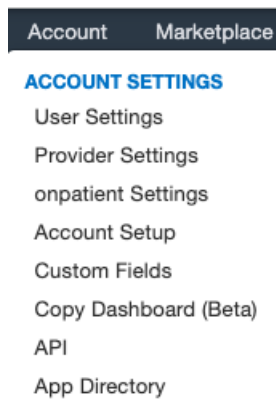 Account Marketplace
ACCOUNT SETTINGS
User Settings
Provider Settings
onpatient Settings
Account Setup
Custom Fields
Copy Dashboard (Beta)
API
App Directory